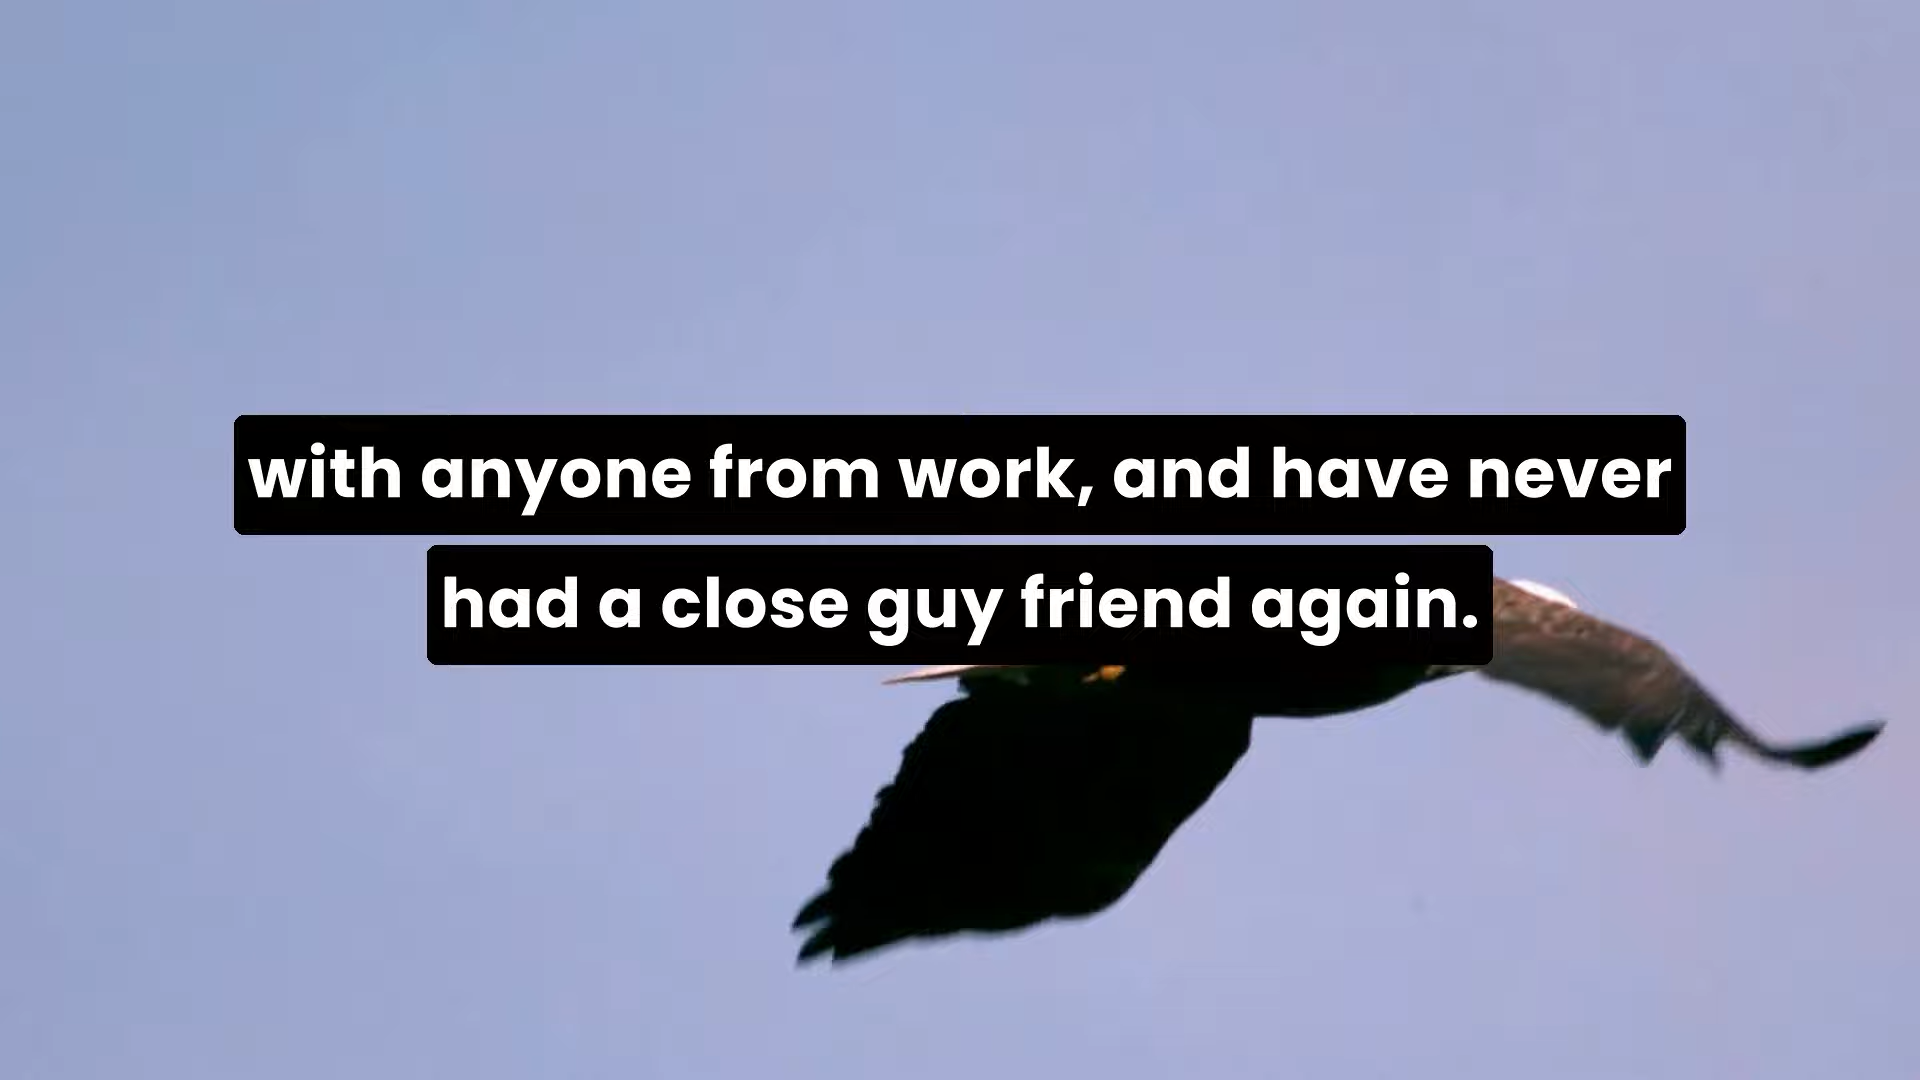 with anyone from work, and have never
had a close guy friend again.